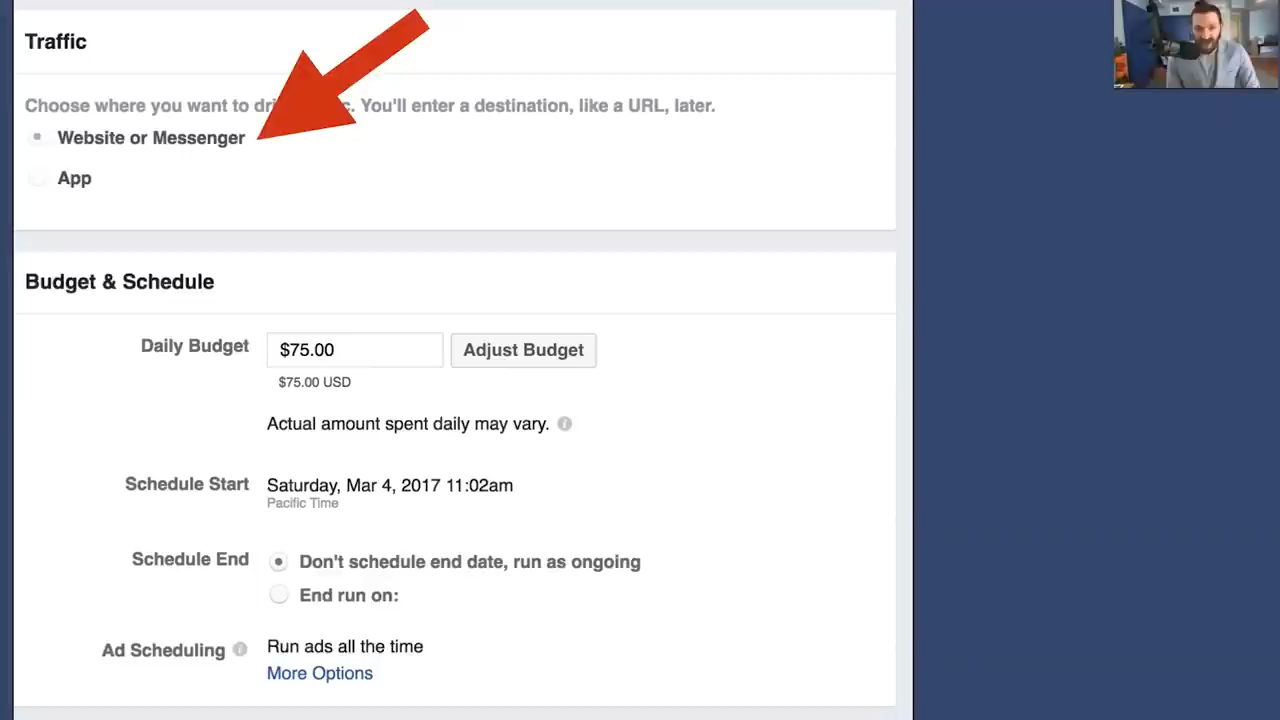 Traffic
Choose where you want to dri c. You'll enter a destination, like a URL, later.
Website or Messenger
App
Budget & Schedule
Daily Budget
$75.00
Adjust Budget
$75.00 USD
Actual amount spent daily may vary.
Schedule Start
Saturday, Mar 4, 2017 11:02am
Pacific Time
Schedule End
Don't schedule end date, run as ongoing
End run on:
Ad Scheduling
Run ads all the time
More Options